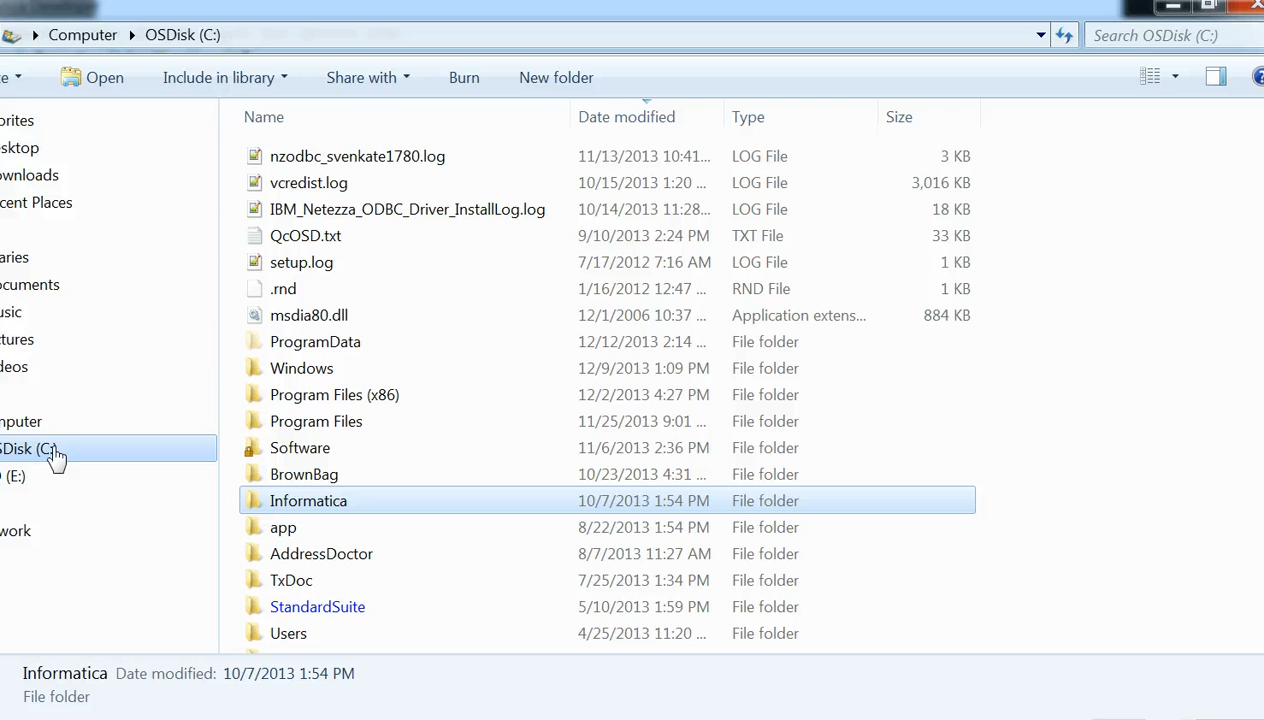 Computer OSDisk (C:) Search OSDisk (C:)
Open Include in library Share with Burn New folder
Name Date modified Type Size
nzodbc_svenkate1780.log 11/13/2013 10:41... LOG File 3 KB
vcredist.log 10/15/2013 1:20 ... LOG File 3,016 KB
IBM_Netezza_ODBC_Driver_InstallLog.log 10/14/2013 11:28... LOG File 18 KB
QcOSD.txt 9/10/2013 2:24 PM TXT File 33 KB
setup.log 7/17/2012 7:16 AM LOG File 1 KB
.rnd 1/16/2012 12:47 ... RND File 1 KB
msdia80.dll 12/1/2006 10:37 ... Application extens... 884 KB
ProgramData 12/12/2013 2:14 ... File folder
Windows 12/9/2013 1:09 PM File folder
Program Files (x86) 12/2/2013 4:27 PM File folder
Program Files 11/25/2013 9:01 ... File folder
Software 11/6/2013 2:36 PM File folder
BrownBag 10/23/2013 4:31 ... File folder
Informatica 10/7/2013 1:54 PM File folder
app 8/22/2013 1:54 PM File folder
AddressDoctor 8/7/2013 11:27 AM File folder
TxDoc 7/25/2013 1:34 PM File folder
StandardSuite 5/10/2013 1:59 PM File folder
Users 4/25/2013 11:20 ... File folder
orites
sktop
wnloads
cent Places
aries
ocuments
usic
ctures
deos
mputer
SDisk (C:)
(E:)
work
Informatica Date modified: 10/7/2013 1:54 PM
File folder